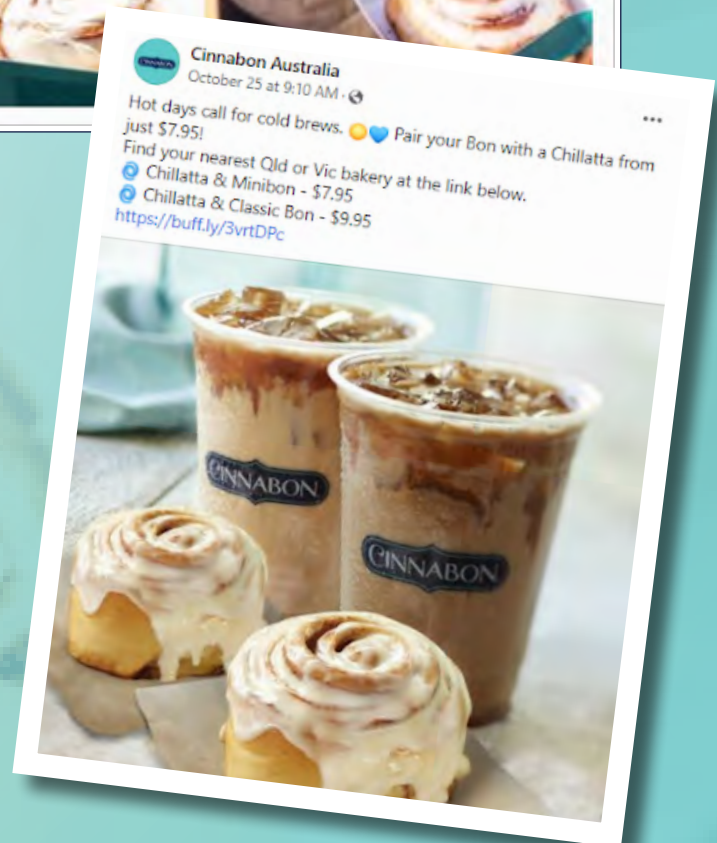 CINNABON
Cinnabon Australia
October 25 at 9:10 AM ·
Hot days call for cold brews. 🌞💙 Pair your Bon with a Chillatta from
just $7.95!
Find your nearest Qld or Vic bakery at the link below.
🌀 Chillatta & Minibon - $7.95
🌀 Chillatta & Classic Bon - $9.95
https://buff.ly/3vrtDPc
CINNABON
CINNABON